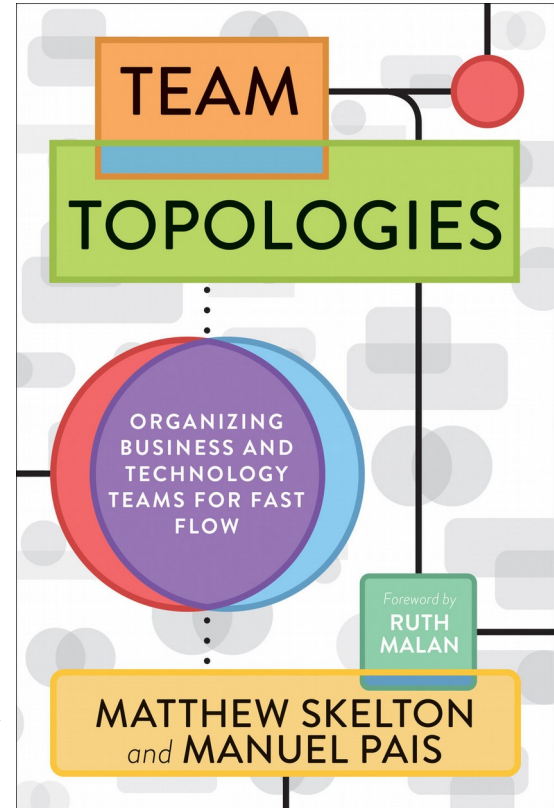 TEAM
TOPOLOGIES
ORGANIZING
BUSINESS AND
TECHNOLOGY
TEAMS FOR FAST
FLOW
Foreword by
RUTH
MALAN
MATTHEW SKELTON
and MANUEL PAIS